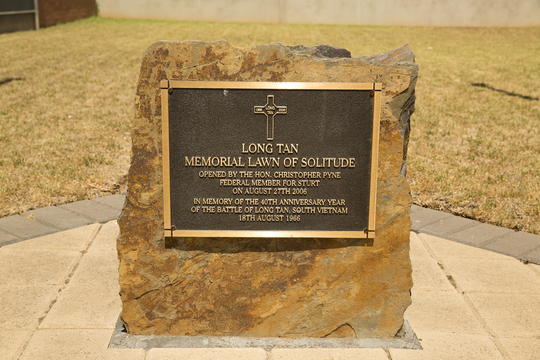 LONG TAN
MEMORIAL LAWN OF SOLITUDE
OPENED BY THE HON. CHRISTOPHER PYNE
FEDERAL MEMBER FOR STURT
ON AUGUST 27TH 2006
IN MEMORY OF THE 40TH ANNIVERSARY YEAR
OF THE BATTLE OF LONG TAN, SOUTH VIETNAM
18TH AUGUST 1966